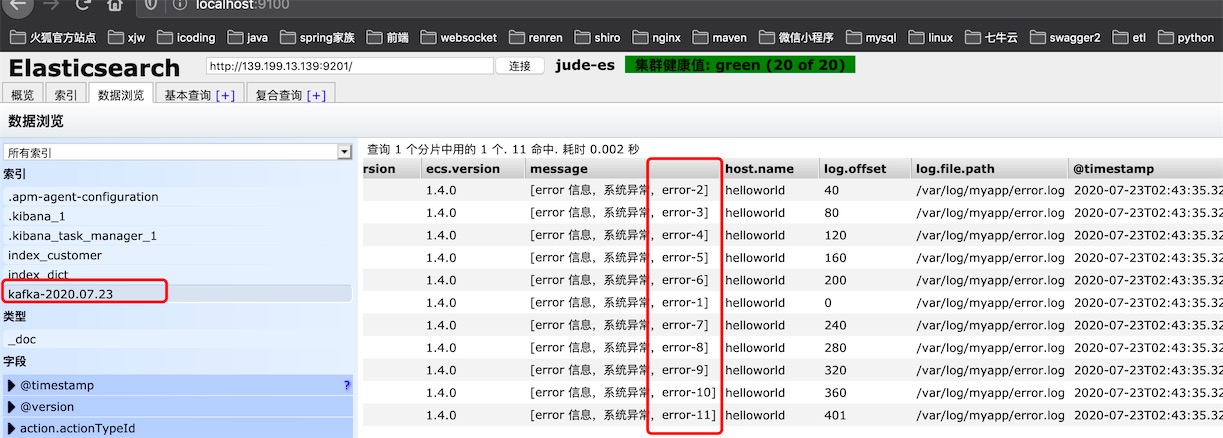 localhost:9100
火狐官方站点 xjw icoding java spring家族 前端 websocket renren shiro nginx maven 微信小程序 mysql linux 七牛云 swagger2 etl python
Elasticsearch http://139.199.13.139:9201/ 连接 jude-es 集群健康值: green (20 of 20)
概览 索引 数据浏览 基本查询 [+] 复合查询 [+]
数据浏览
所有索引
索引
.apm-agent-configuration
.kibana_1
.kibana_task_manager_1
index_customer
index_dict
kafka-2020.07.23
类型
_doc
字段
@timestamp ?
@version
action.actionTypeId
查询 1 个分片中用的 1 个. 11 命中. 耗时 0.002 秒
rsion ecs.version message host.name log.offset log.file.path @timestamp
1.4.0 [error 信息，系统异常，error-2] helloworld 40 /var/log/myapp/error.log 2020-07-23T02:43:35.32
1.4.0 [error 信息，系统异常，error-3] helloworld 80 /var/log/myapp/error.log 2020-07-23T02:43:35.32
1.4.0 [error 信息，系统异常，error-4] helloworld 120 /var/log/myapp/error.log 2020-07-23T02:43:35.32
1.4.0 [error 信息，系统异常，error-5] helloworld 160 /var/log/myapp/error.log 2020-07-23T02:43:35.32
1.4.0 [error 信息，系统异常，error-6] helloworld 200 /var/log/myapp/error.log 2020-07-23T02:43:35.32
1.4.0 [error 信息，系统异常，error-1] helloworld 0 /var/log/myapp/error.log 2020-07-23T02:43:35.32
1.4.0 [error 信息，系统异常，error-7] helloworld 240 /var/log/myapp/error.log 2020-07-23T02:43:35.32
1.4.0 [error 信息，系统异常，error-8] helloworld 280 /var/log/myapp/error.log 2020-07-23T02:43:35.32
1.4.0 [error 信息，系统异常，error-9] helloworld 320 /var/log/myapp/error.log 2020-07-23T02:43:35.32
1.4.0 [error 信息，系统异常，error-10] helloworld 360 /var/log/myapp/error.log 2020-07-23T02:43:35.32
1.4.0 [error 信息，系统异常，error-11] helloworld 401 /var/log/myapp/error.log 2020-07-23T02:43:35.32